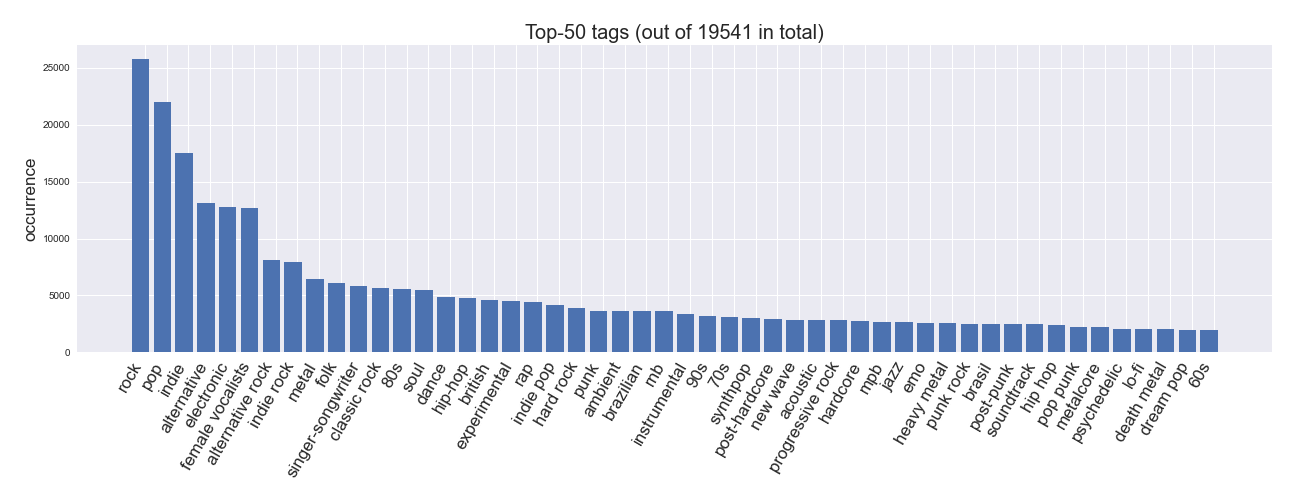 Top-50 tags (out of 19541 in total)
occurrence
25000
20000
15000
10000
5000
0
rock
pop
indie
alternative
electronic
female vocalists
alternative rock
indie rock
metal
folk
singer-songwriter
classic rock
80s
soul
dance
hip-hop
british
experimental
rap
indie pop
hard rock
punk
ambient
brazilian
rnb
instrumental
90s
70s
synthpop
post-hardcore
new wave
acoustic
progressive rock
hardcore
mpb
jazz
emo
heavy metal
punk rock
brasil
post-punk
soundtrack
hip hop
pop punk
metalcore
psychedelic
lo-fi
death metal
dream pop
60s